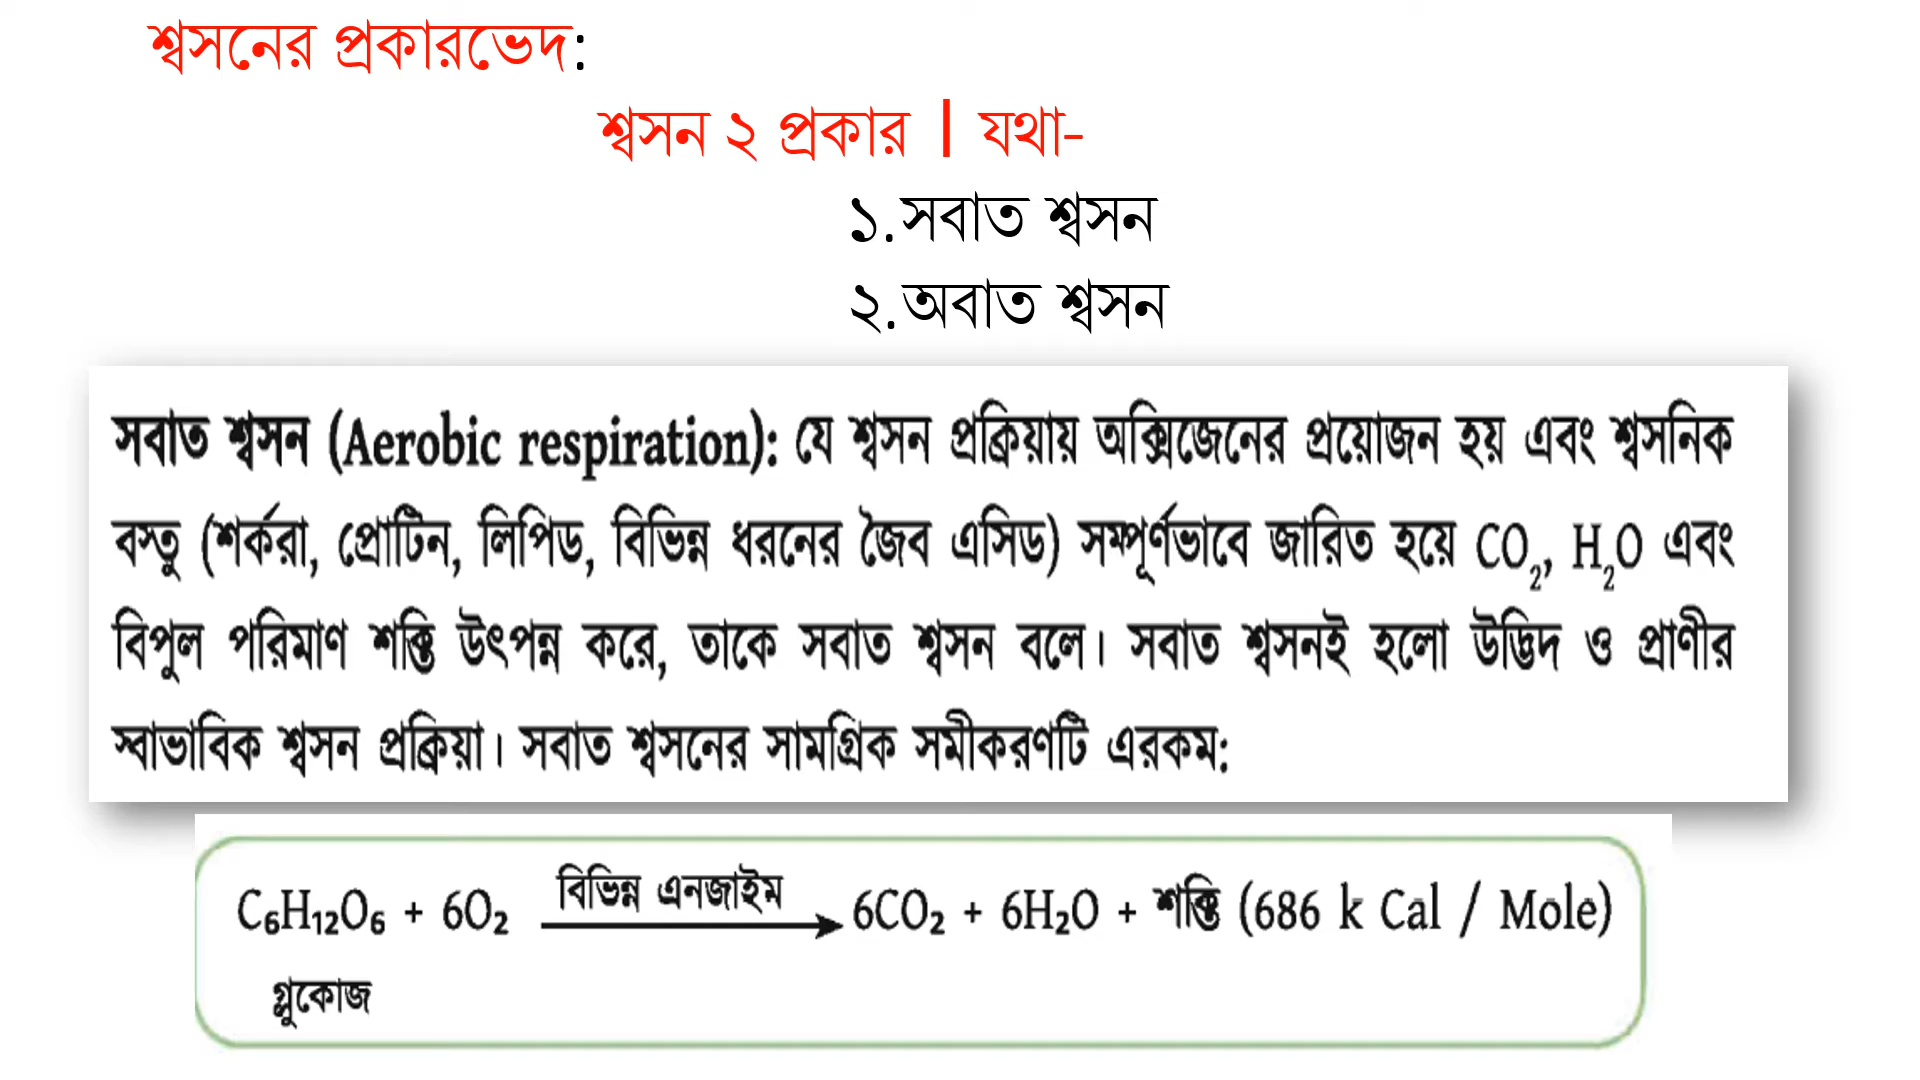 শ্বসনের প্রকারভেদ:
শ্বসন ২ প্রকার । যথা-
১.সবাত শ্বসন
২.অবাত শ্বসন
সবাত শ্বসন (Aerobic respiration): যে শ্বসন প্রক্রিয়ায় অক্সিজেনের প্রয়োজন হয় এবং শ্বসনিক
বস্তু (শর্করা, প্রোটিন, লিপিড, বিভিন্ন ধরনের জৈব এসিড) সম্পূর্ণভাবে জারিত হয়ে CO₂, H₂O এবং
বিপুল পরিমাণ শক্তি উৎপন্ন করে, তাকে সবাত শ্বসন বলে। সবাত শ্বসনই হলো উদ্ভিদ ও প্রাণীর
স্বাভাবিক শ্বসন প্রক্রিয়া। সবাত শ্বসনের সামগ্রিক সমীকরণটি এরকম:
বিভিন্ন এনজাইম
C₆H₁₂O₆ + 6O₂ ⟶ 6CO₂ + 6H₂O + শক্তি (686 k Cal / Mole)
গ্লুকোজ